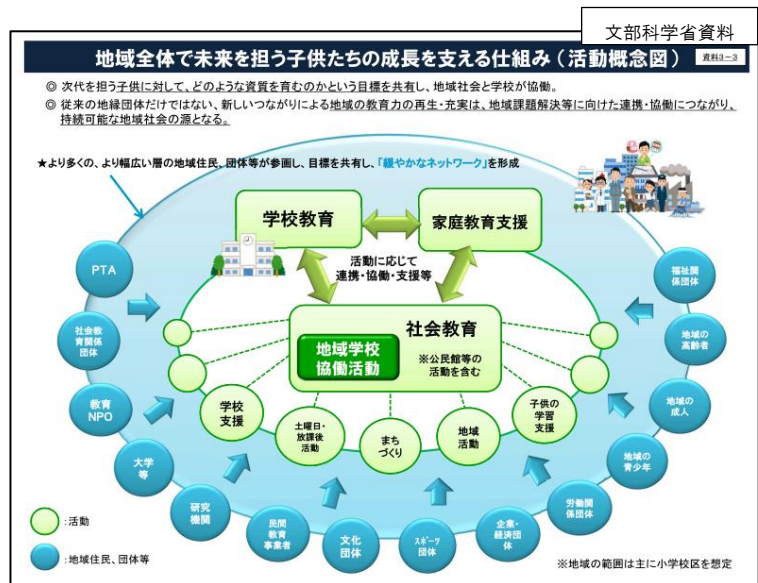 文部科学省資料
地域全体で未来を担う子供たちの成長を支える仕組み(活動概念図)
資料3-3
◎ 次代を担う子供に対して、どのような資質を育むのかという目標を共有し、地域社会と学校が協働。
◎ 従来の地縁団体だけではない、新しいつながりによる地域の教育力の再生・充実は、地域課題解決等に向けた連携・協働につながり、
持続可能な地域社会の源となる。
★より多くの、より幅広い層の地域住民、団体等が参画し、目標を共有し、「緩やかなネットワーク」を形成
学校教育
家庭教育支援
活動に応じて
連携・協働・支援等
社会教育
※公民館等の
活動を含む
地域学校
協働活動
学校
支援
土曜日・
放課後
活動
まち
づくり
地域
活動
子供の
学習
支援
PTA
社会教
育関係
団体
教育
NPO
大学
等
研究
機関
民間
教育
事業者
文化
団体
スポーツ
団体
企業・
経済団
体
労働関
係団体
地域の
青少年
地域の
成人
地域の
高齢者
福祉関
係団体
:活動
:地域住民、団体等
※地域の範囲は主に小学校区を想定